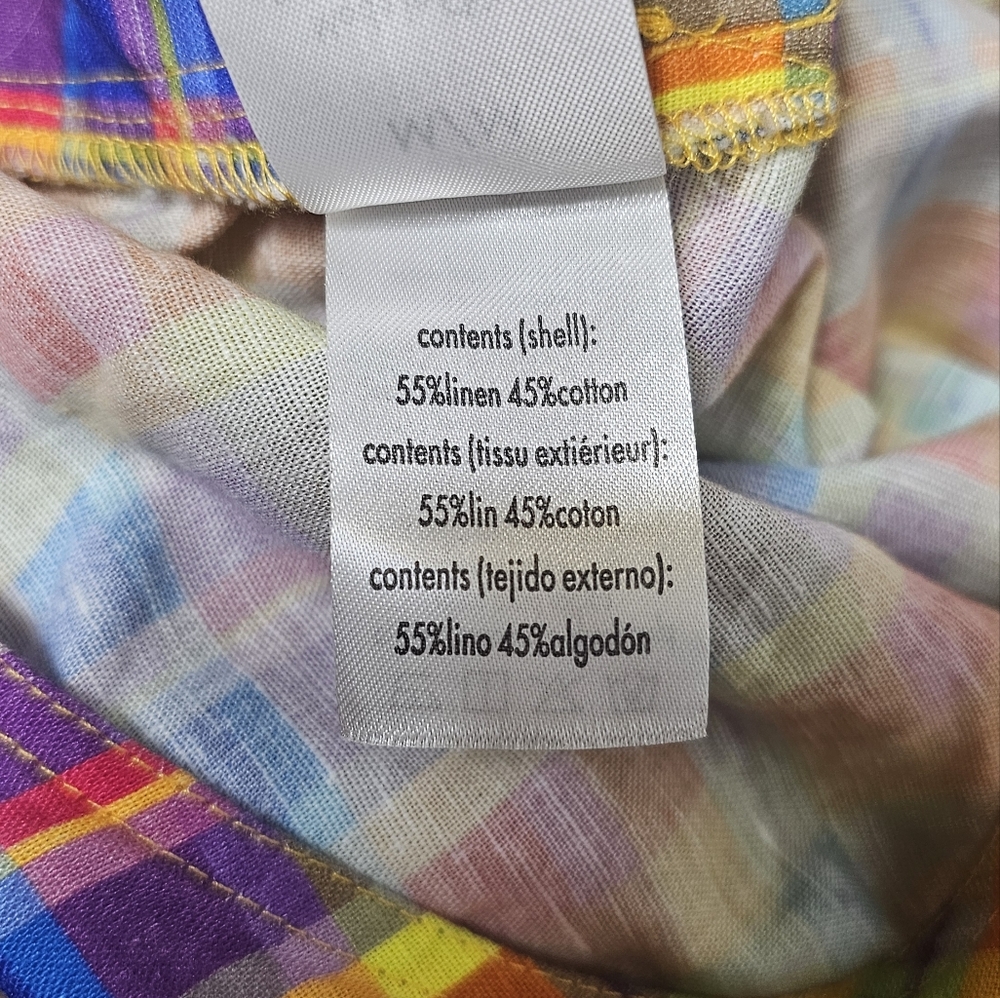 contents (shell):
55%linen 45%cotton
contents (tissu extiérieur):
55%lin 45%coton
contents (tejido externo):
55%lino 45%algodón